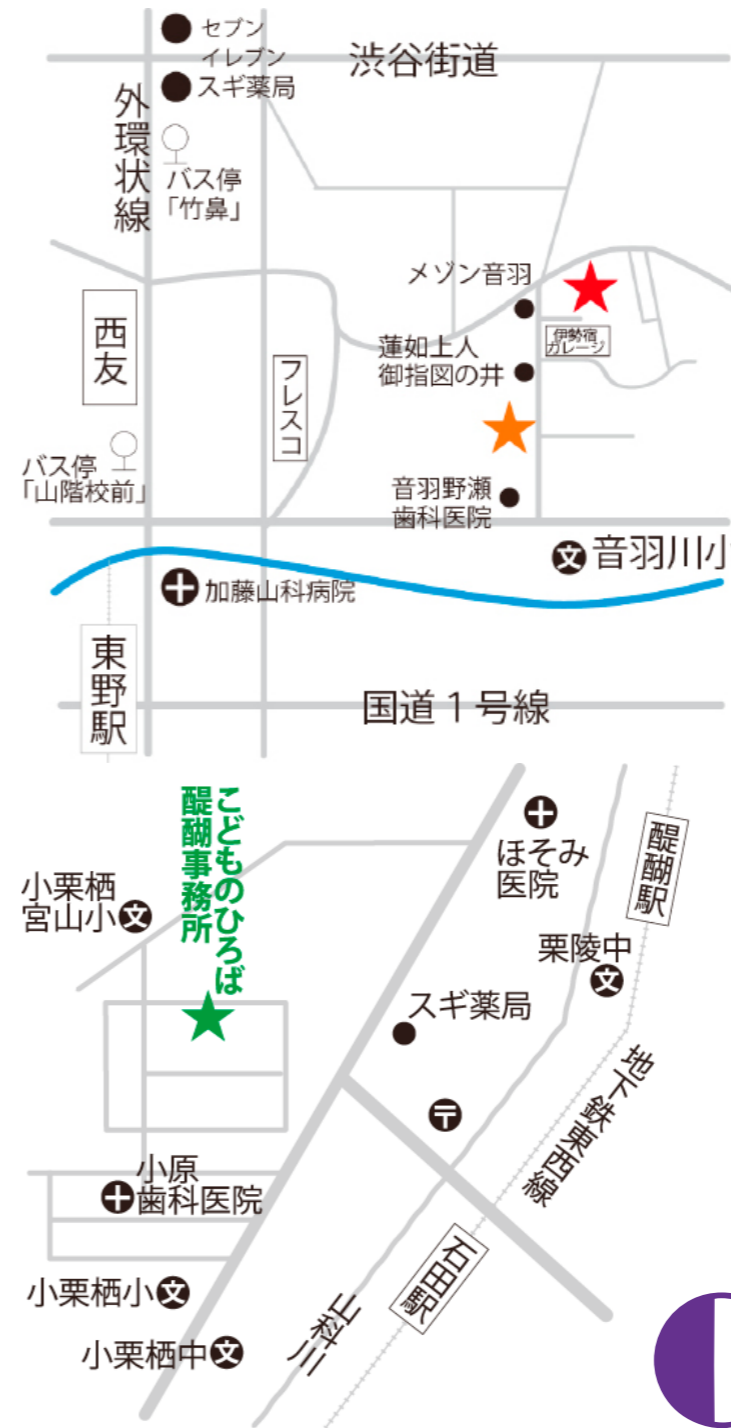 セブン
イレブン
渋谷街道
スギ薬局
外環状線
バス停
「竹鼻」
メゾン音羽
西友
伊勢宿
ガレージ
蓮如上人
御指図の井
フレスコ
バス停
「山階校前」
音羽野瀬
歯科医院
文 音羽川小
加藤山科病院
東野駅
国道1号線
こどものひろば
醍醐事務所
ほそみ
医院
醍醐駅
小栗栖
宮山小文
栗陵中
文
スギ薬局
地下鉄東西線
〒
小原
歯科医院
石田駅
小栗栖小文
山科川
小栗栖中文